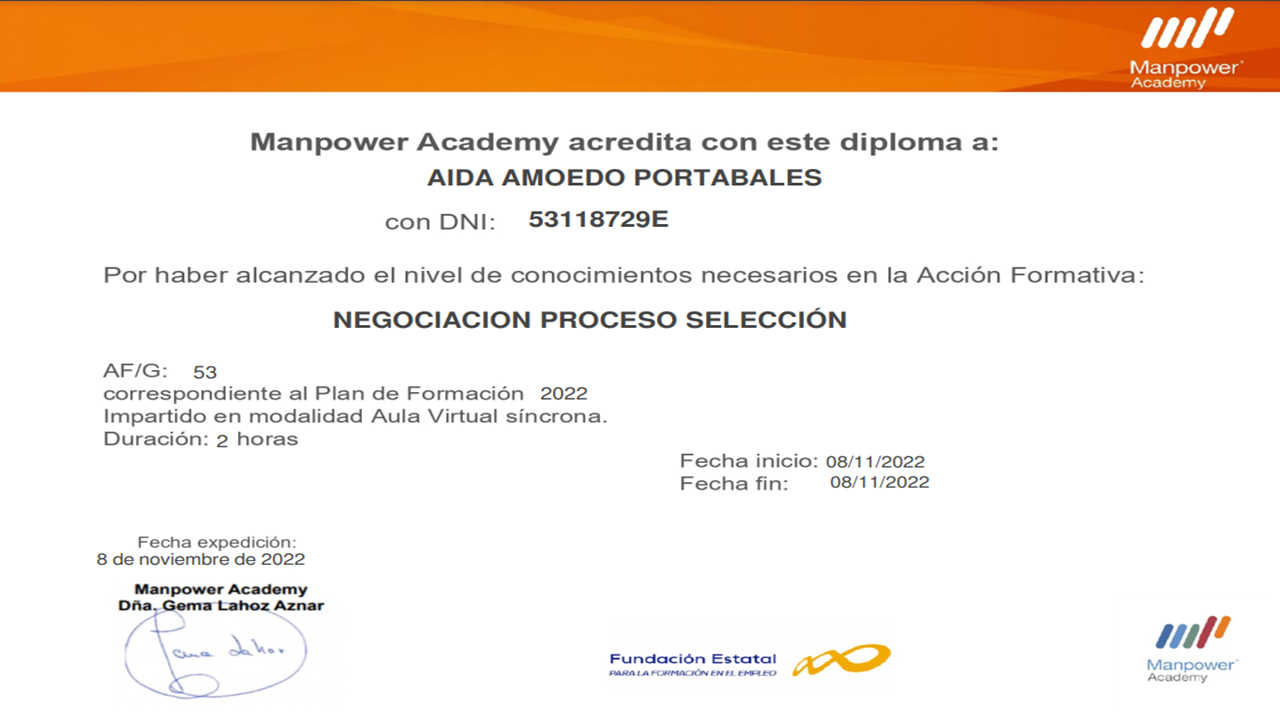 Manpower
Academy
Manpower Academy acredita con este diploma a:
AIDA AMOEDO PORTABALES
con DNI: 53118729E
Por haber alcanzado el nivel de conocimientos necesarios en la Acción Formativa:
NEGOCIACION PROCESO SELECCIÓN
AF/G: 53
correspondiente al Plan de Formación 2022
Impartido en modalidad Aula Virtual síncrona.
Duración: 2 horas
Fecha inicio: 08/11/2022
Fecha fin: 08/11/2022
Fecha expedición:
8 de noviembre de 2022
Manpower Academy
Dña. Gema Lahoz Aznar
Gema Lahoz
Fundación Estatal
PARA LA FORMACIÓN EN EL EMPLEO
Manpower
Academy